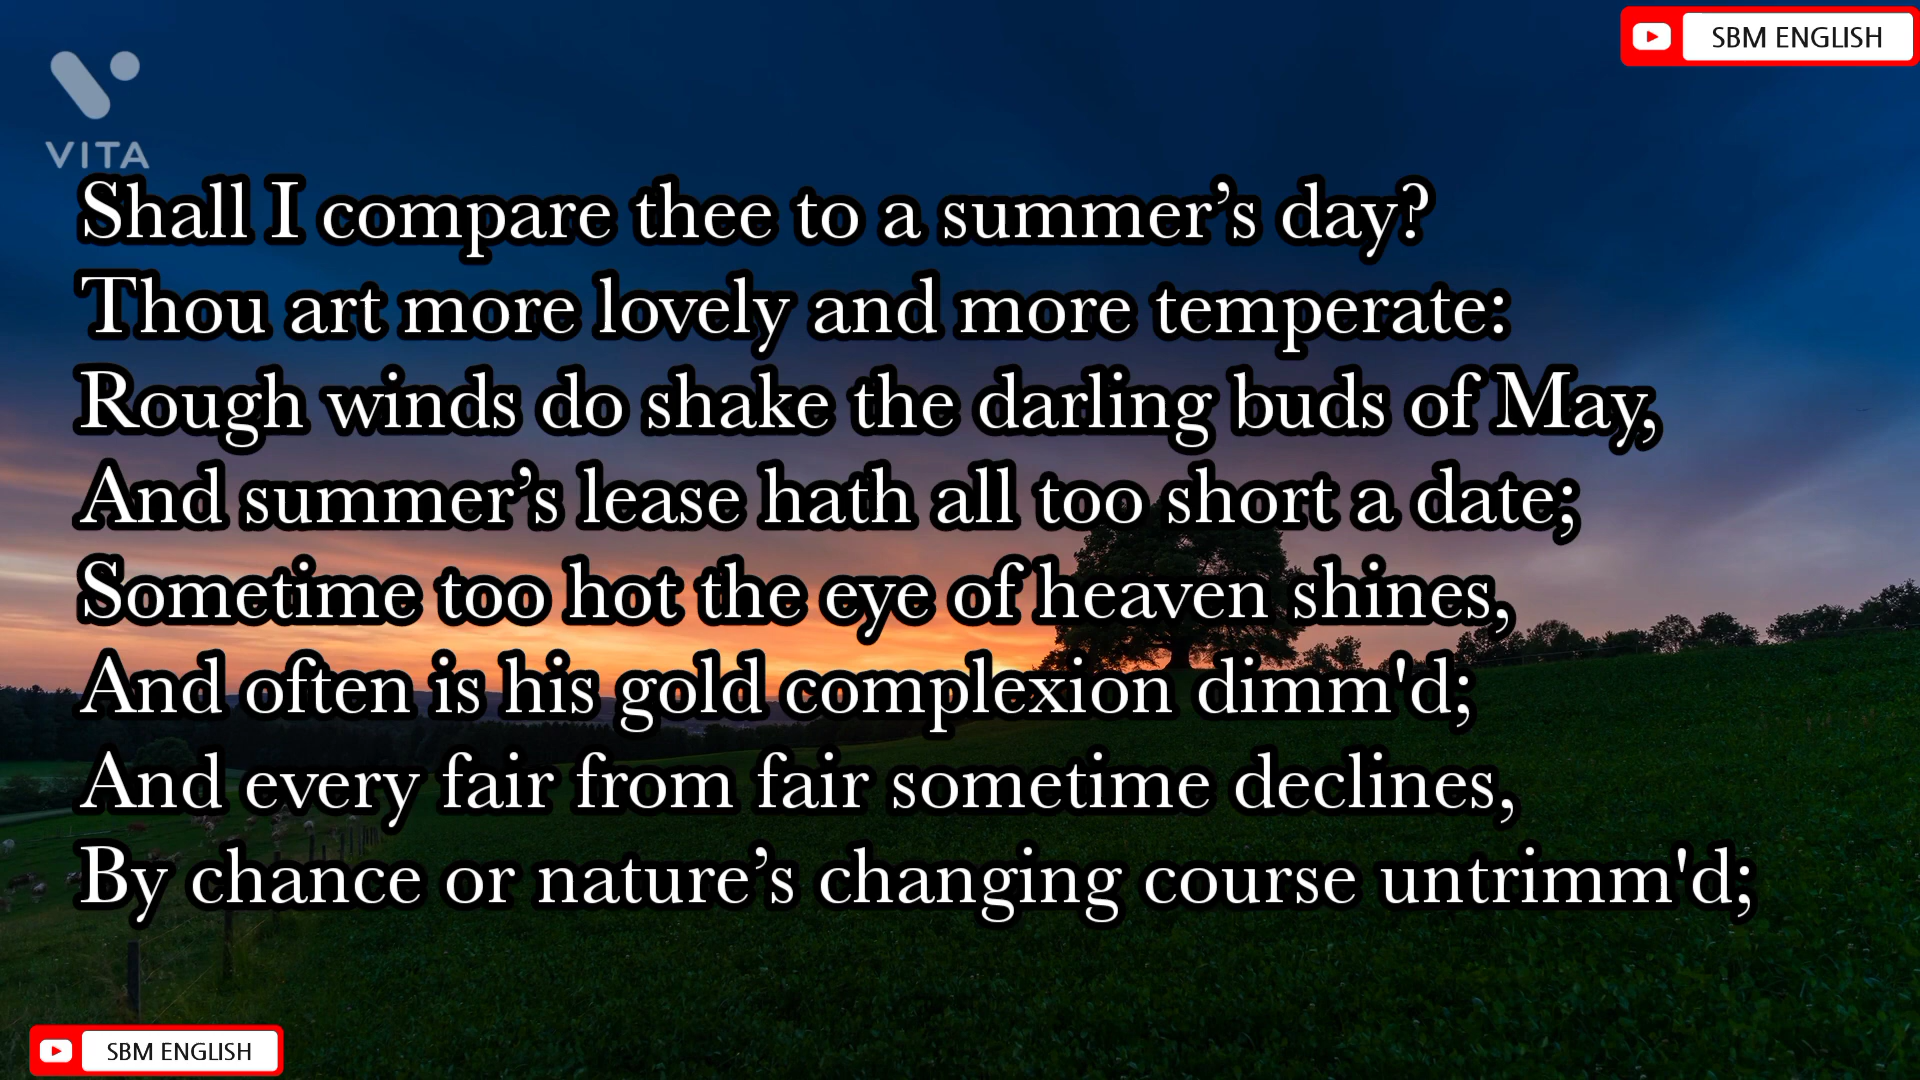 SBM ENGLISH
VITA
Shall I compare thee to a summer’s day?
Thou art more lovely and more temperate:
Rough winds do shake the darling buds of May,
And summer’s lease hath all too short a date;
Sometime too hot the eye of heaven shines,
And often is his gold complexion dimm'd;
And every fair from fair sometime declines,
By chance or nature’s changing course untrimm'd;
SBM ENGLISH